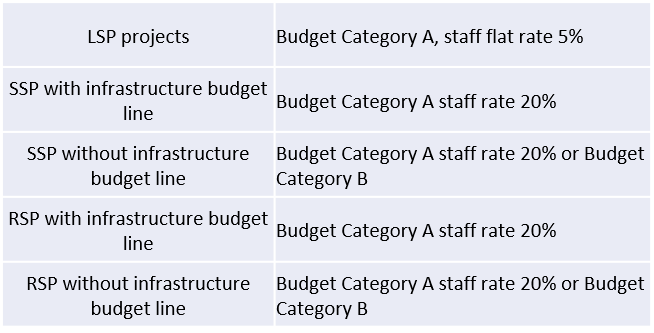 LSP projects
Budget Category A, staff flat rate 5%
SSP with infrastructure budget
line
Budget Category A staff rate 20%
SSP without infrastructure
budget line
Budget Category A staff rate 20% or Budget
Category B
RSP with infrastructure budget
line
Budget Category A staff rate 20%
RSP without infrastructure
budget line
Budget Category A staff rate 20% or Budget
Category B